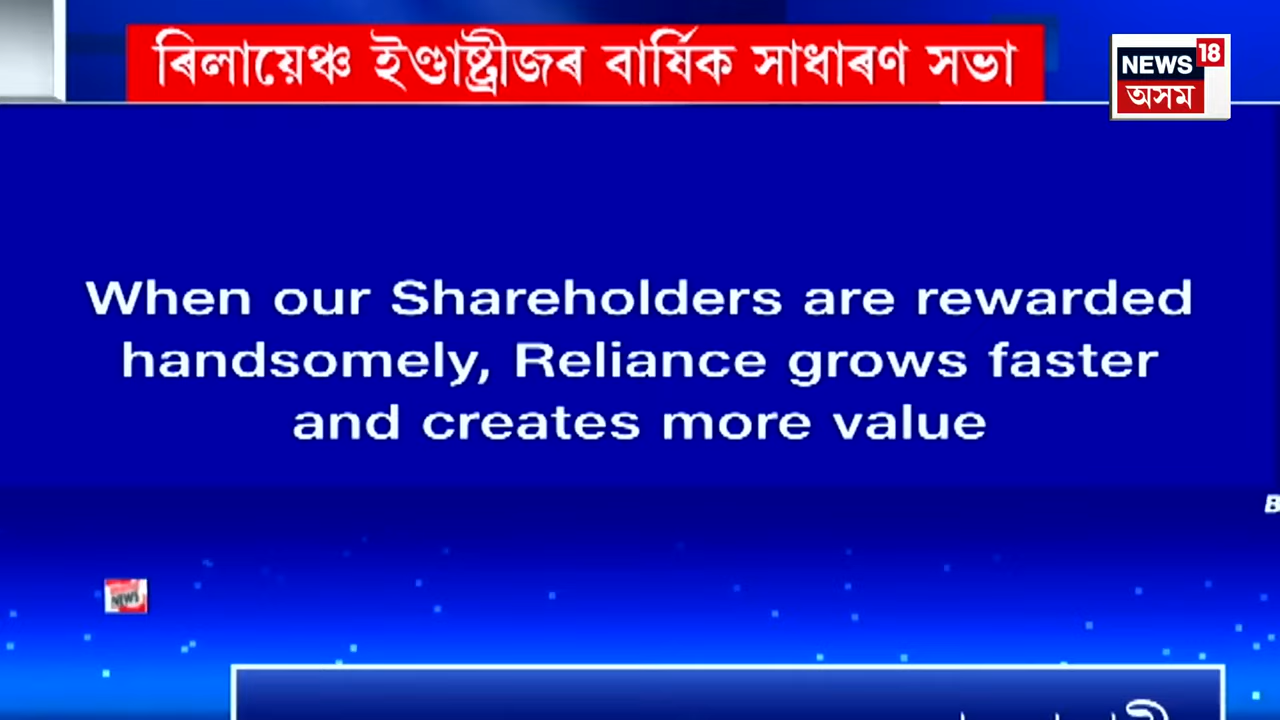 ৰিলায়েঞ্চ ইণ্ডাষ্ট্ৰীজৰ বাৰ্ষিক সাধাৰণ সভা
NEWS 18
অসম
When our Shareholders are rewarded
handsomely, Reliance grows faster
and creates more value
NEWS